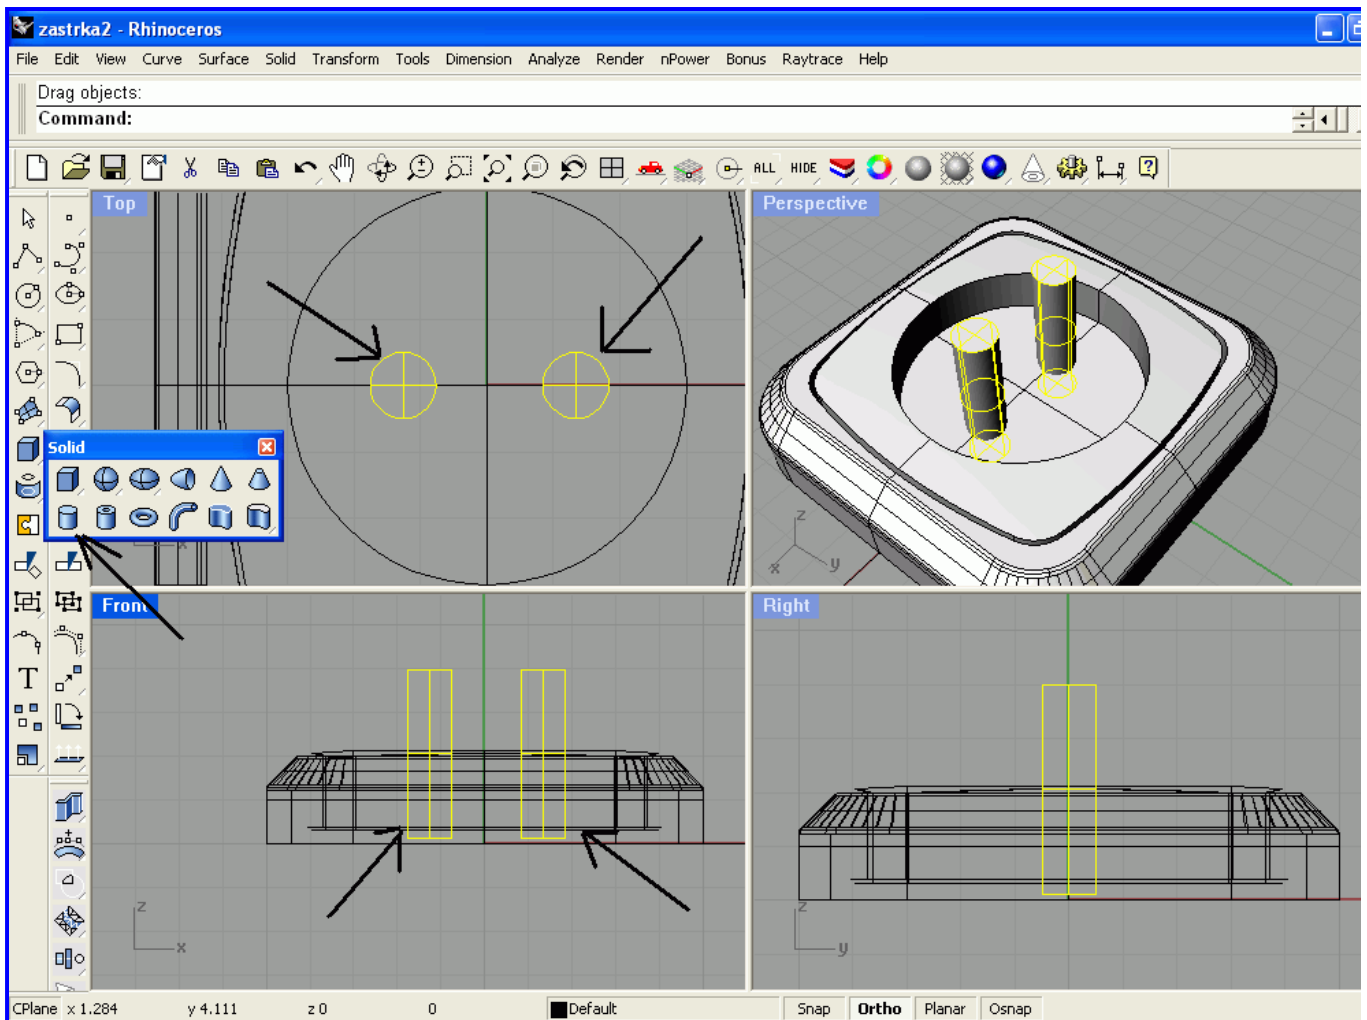 zastrka2 - Rhinoceros
File Edit View Curve Surface Solid Transform Tools Dimension Analyze Render nPower Bonus Raytrace Help
Drag objects:
Command:
ALL HIDE
Top
Perspective
Solid
x
z
x y
T
Front
Right
z
x
z
y
CPlane x 1.284 y 4.111 z 0 0 Default Snap Ortho Planar Osnap